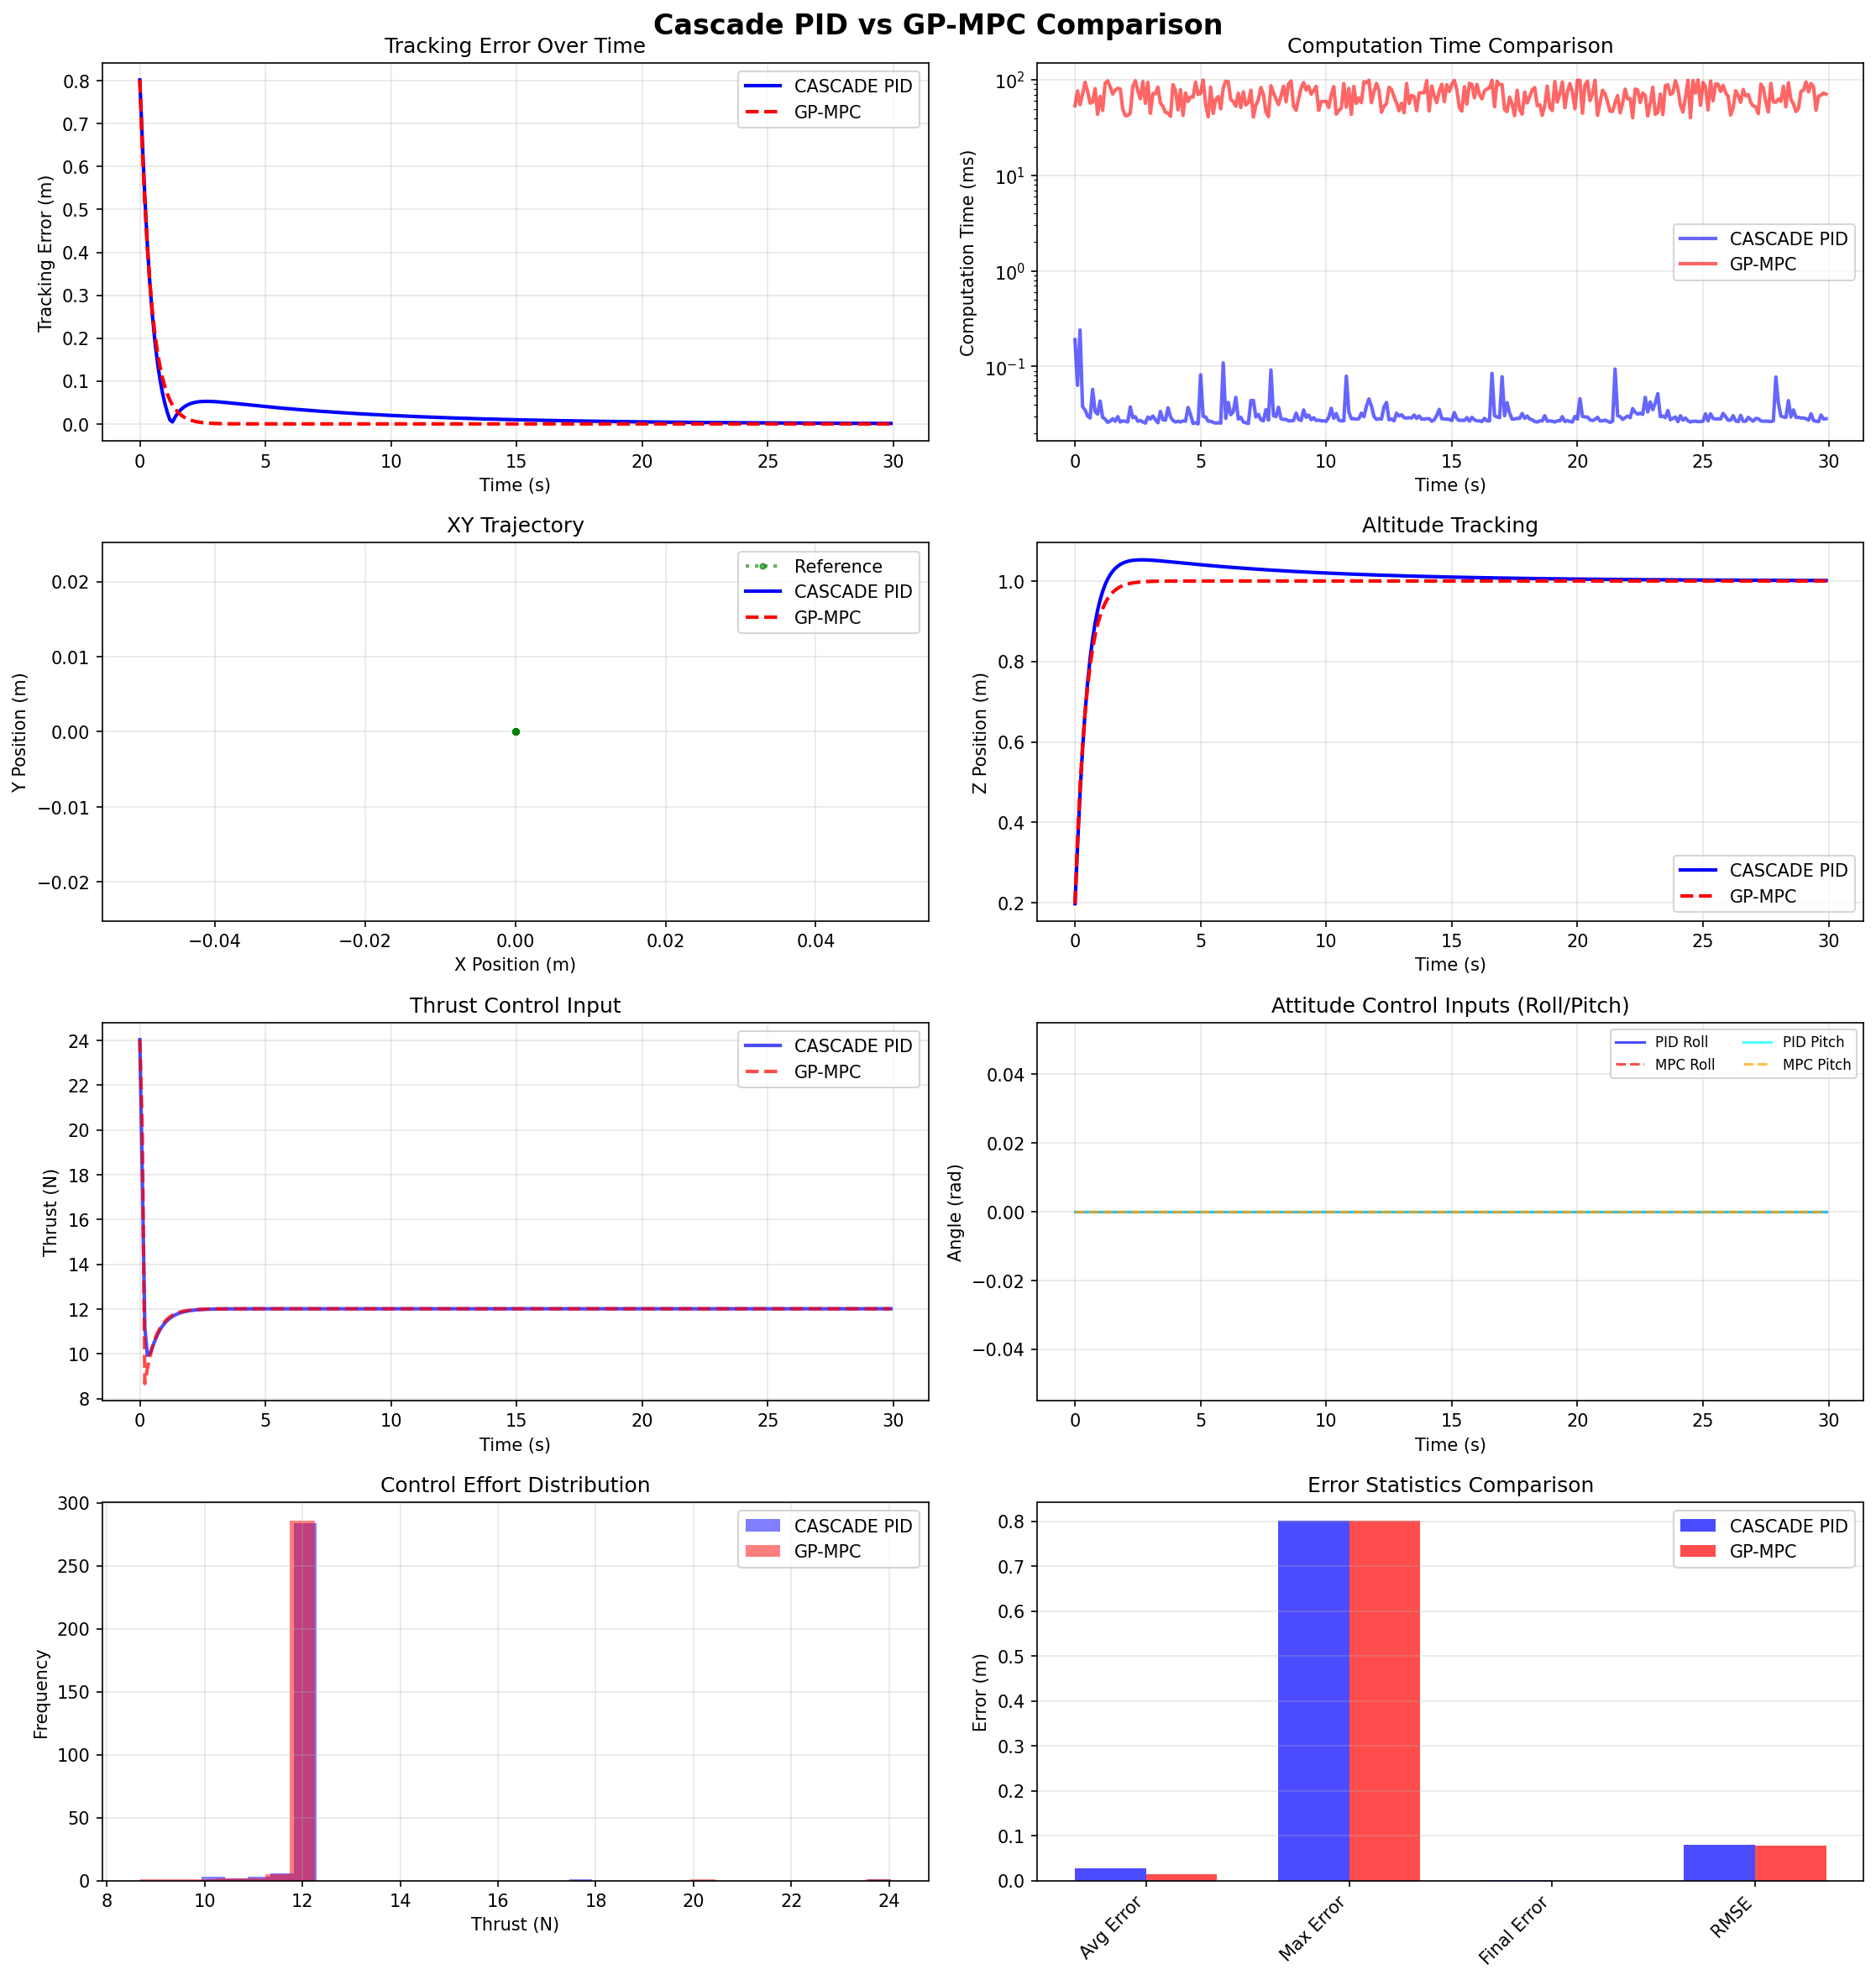 Cascade PID vs GP-MPC Comparison
Tracking Error Over Time
Tracking Error (m)
0.8
0.7
0.6
0.5
0.4
0.3
0.2
0.1
0.0
CASCADE PID
GP-MPC
0 5 10 15 20 25 30
Time (s)
Computation Time Comparison
Computation Time (ms)
10²
10¹
10⁰
10⁻¹
CASCADE PID
GP-MPC
0 5 10 15 20 25 30
Time (s)
XY Trajectory
Y Position (m)
0.02
0.01
0.00
−0.01
−0.02
Reference
CASCADE PID
GP-MPC
−0.04 −0.02 0.00 0.02 0.04
X Position (m)
Altitude Tracking
Z Position (m)
1.0
0.8
0.6
0.4
0.2
CASCADE PID
GP-MPC
0 5 10 15 20 25 30
Time (s)
Thrust Control Input
Thrust (N)
24
22
20
18
16
14
12
10
8
CASCADE PID
GP-MPC
0 5 10 15 20 25 30
Time (s)
Attitude Control Inputs (Roll/Pitch)
Angle (rad)
0.04
0.02
0.00
−0.02
−0.04
PID Roll PID Pitch
MPC Roll MPC Pitch
0 5 10 15 20 25 30
Time (s)
Control Effort Distribution
Frequency
300
250
200
150
100
50
0
CASCADE PID
GP-MPC
8 10 12 14 16 18 20 22 24
Thrust (N)
Error Statistics Comparison
Error (m)
0.8
0.7
0.6
0.5
0.4
0.3
0.2
0.1
0.0
CASCADE PID
GP-MPC
Avg Error
Max Error
Final Error
RMSE